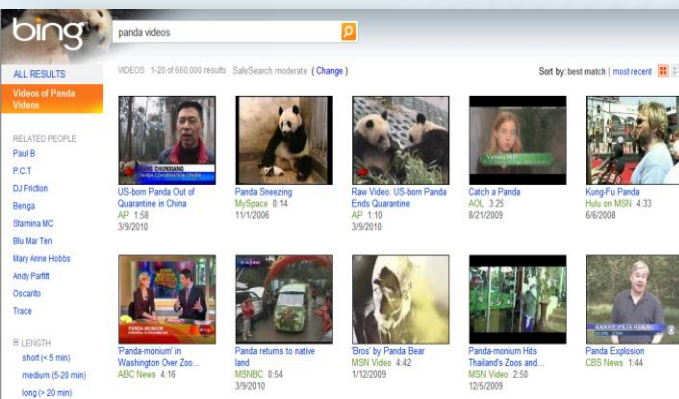 bing
panda videos
ALL RESULTS
Videos of Panda
Videos
VIDEOS 1-20 of 660,000 results SafeSearch moderate ( Change )
Sort by: best match | most recent
RELATED PEOPLE
Paul B
P.C.T
DJ Friction
Benga
Stamina MC
Blu Mar Ten
Mary Anne Hobbs
Andy Parfitt
Oscarito
Trace
LENGTH
short (< 5 min)
medium (5-20 min)
long (> 20 min)
US-born Panda Out of
Quarantine in China
AP 1:58
3/9/2010
Panda Sneezing
MySpace 0:14
11/1/2006
Raw Video: US-born Panda
Ends Quarantine
AP 1:10
3/9/2010
Catch a Panda
AOL 3:25
8/21/2009
Kung-Fu Panda
Hulu on MSN 4:33
6/6/2008
PANDA-MONIUM
'Panda-monium' in
Washington Over Zoo...
ABC News 4:16
Panda returns to native
land
MSNBC 0:54
3/9/2010
'Bros' by Panda Bear
MSN Video 4:42
1/12/2009
Panda-monium Hits
Thailand's Zoos and...
MSN Video 2:50
12/5/2009
Panda Explosion
CBS News 1:44